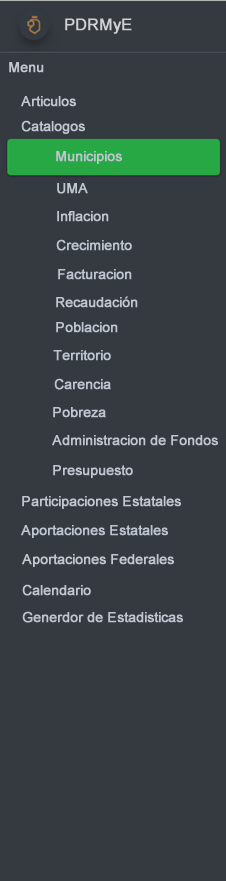 PDRMyE
Menu
Articulos
Catalogos
Municipios
UMA
Inflacion
Crecimiento
Facturacion
Recaudación
Poblacion
Territorio
Carencia
Pobreza
Administracion de Fondos
Presupuesto
Participaciones Estatales
Aportaciones Estatales
Aportaciones Federales
Calendario
Generdor de Estadisticas